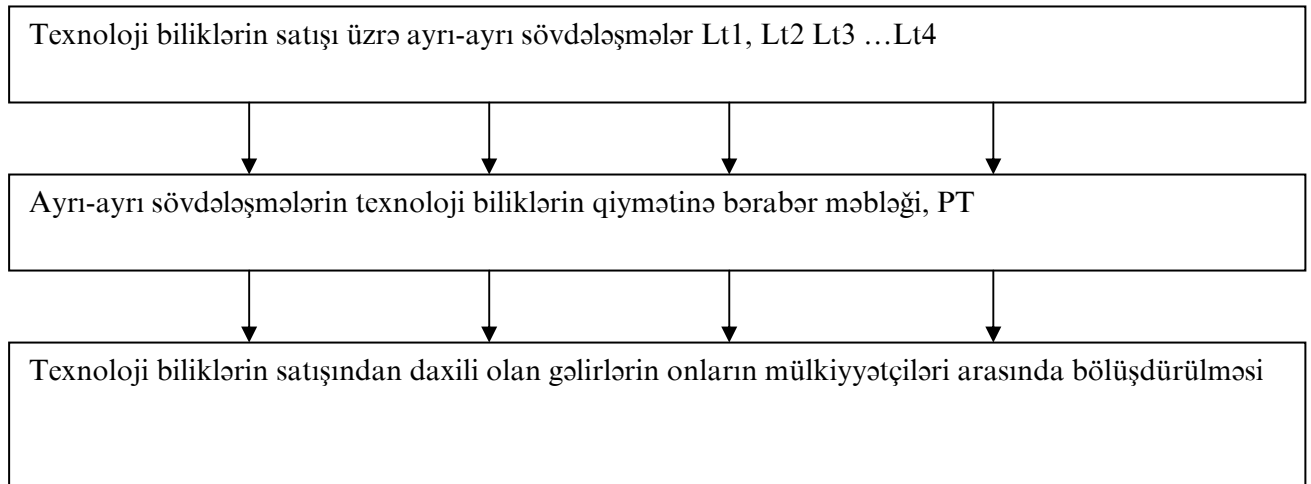 Texnoloji biliklərin satışı üzrə ayrı-ayrı sövdələşmələr Lt1, Lt2 Lt3 …Lt4
Ayrı-ayrı sövdələşmələrin texnoloji biliklərin qiymətinə bərabər məbləği, PT
Texnoloji biliklərin satışından daxili olan gəlirlərin onların mülkiyyətçiləri arasında bölüşdürülməsi